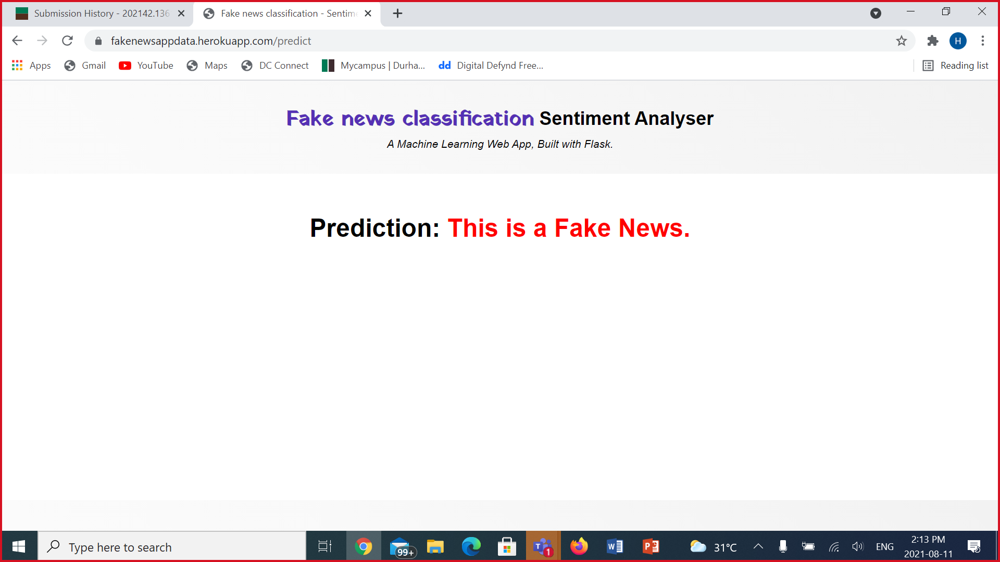 Submission History - 202142.136
Fake news classification - Sentim
fakenewsappdata.herokuapp.com/predict
H
Apps
Gmail
YouTube
Maps
DC Connect
Mycampus | Durha...
dd Digital Defynd Free...
Reading list
Fake news classification Sentiment Analyser
A Machine Learning Web App, Built with Flask.
Prediction: This is a Fake News.
Type here to search
99+
T 1
W
P
31°C
ENG
2:13 PM
2021-08-11